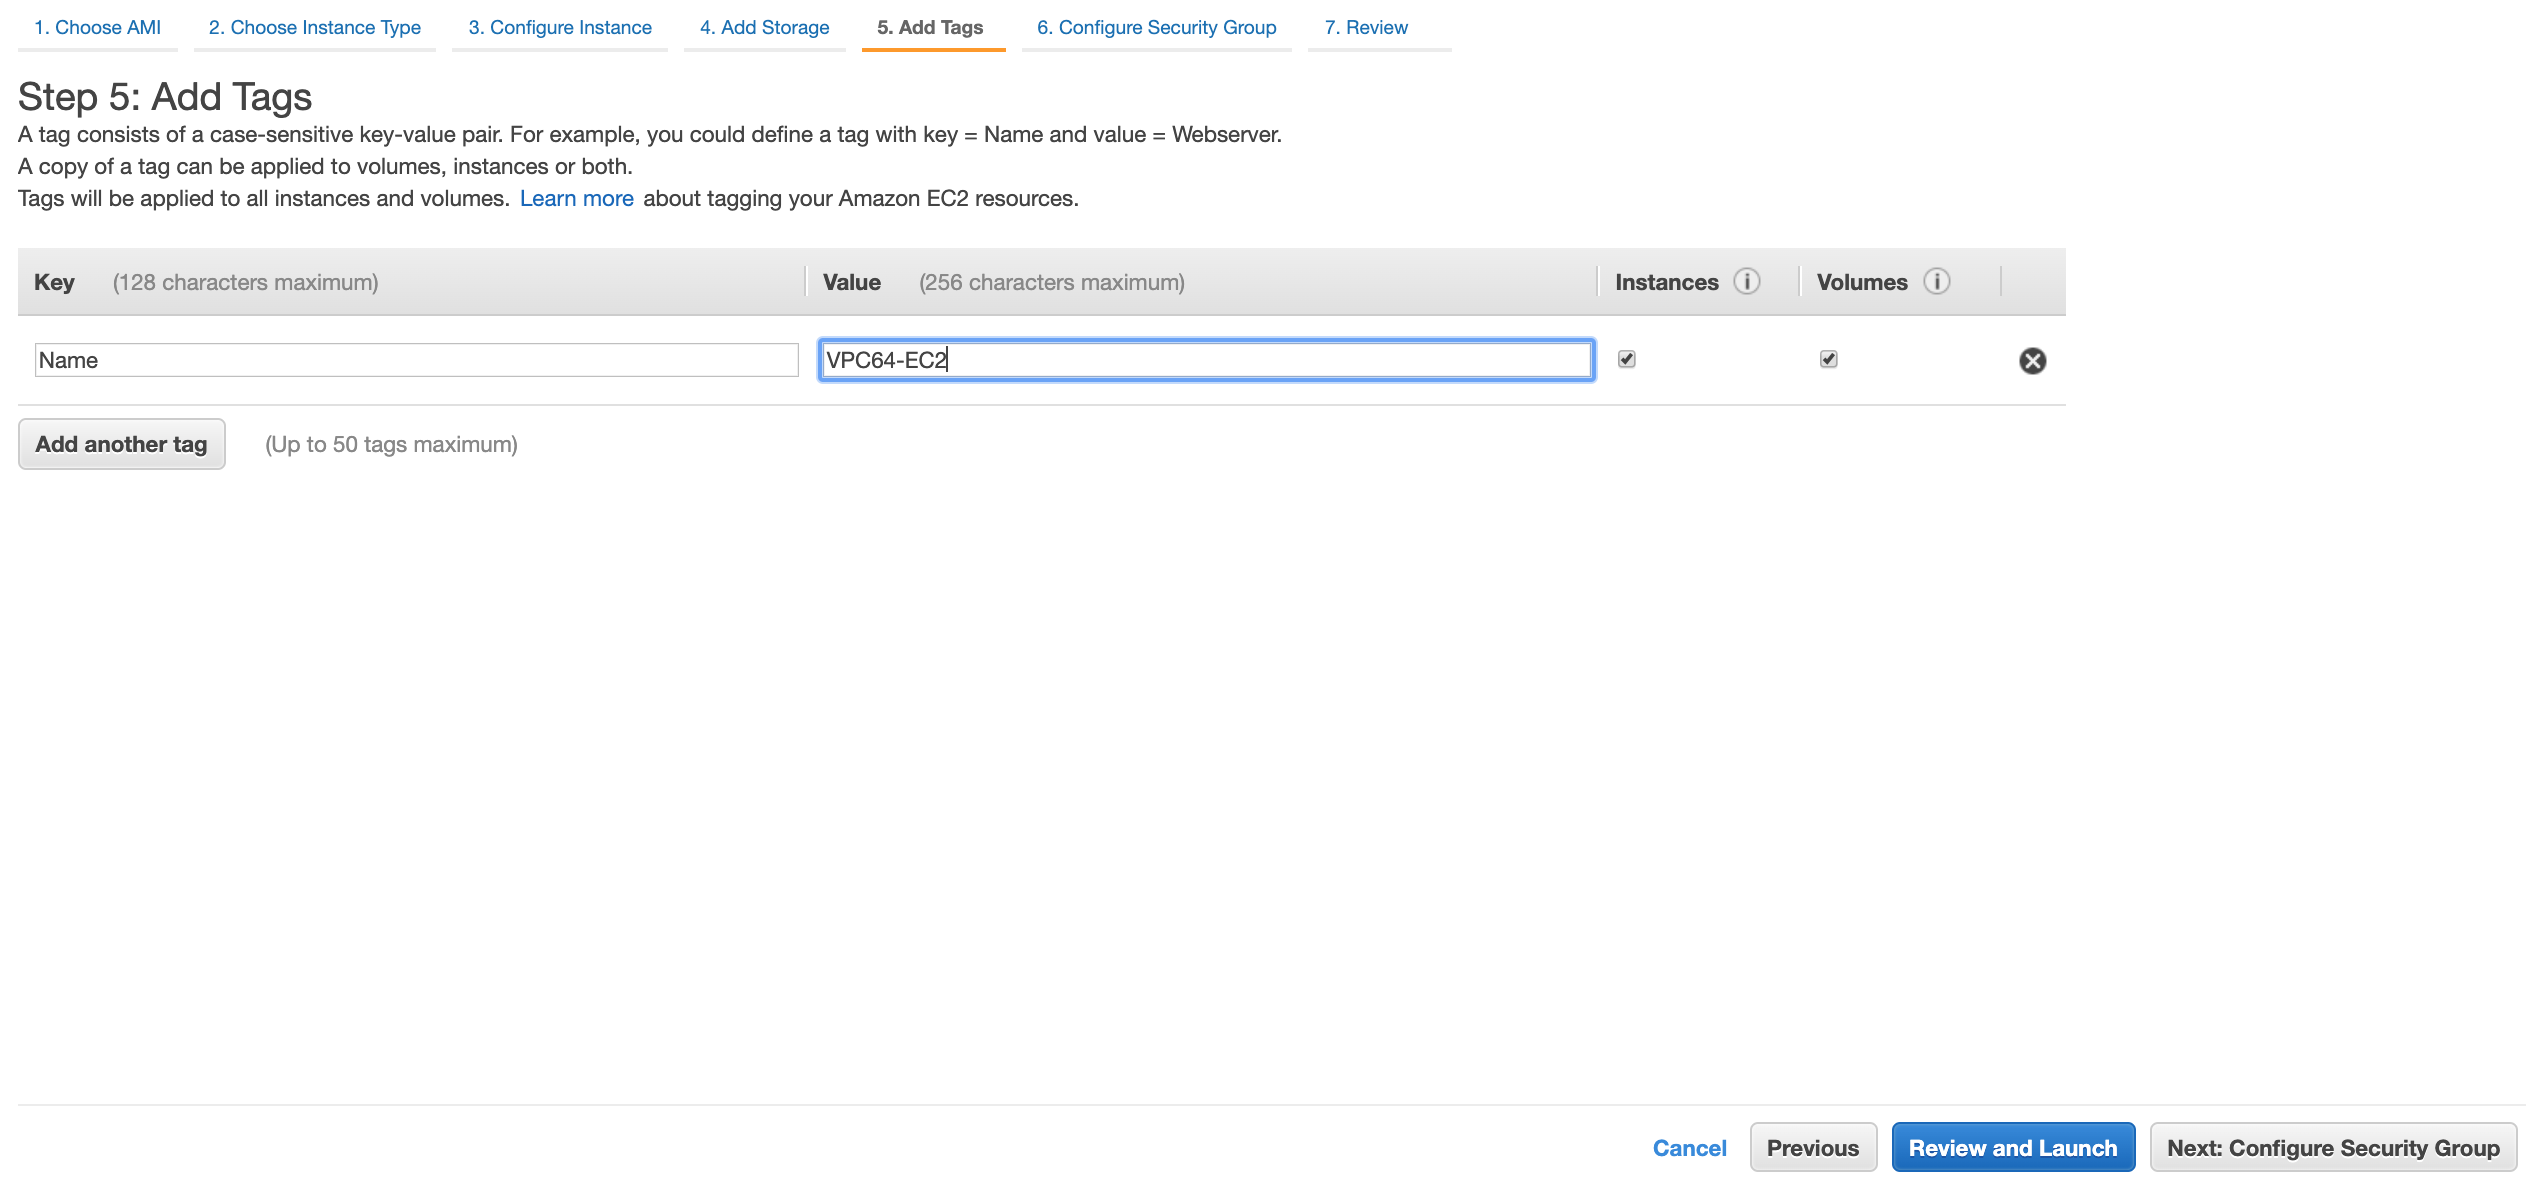 1. Choose AMI 2. Choose Instance Type 3. Configure Instance 4. Add Storage 5. Add Tags 6. Configure Security Group 7. Review
Step 5: Add Tags
A tag consists of a case-sensitive key-value pair. For example, you could define a tag with key = Name and value = Webserver.
A copy of a tag can be applied to volumes, instances or both.
Tags will be applied to all instances and volumes. Learn more about tagging your Amazon EC2 resources.
Key (128 characters maximum) Value (256 characters maximum) Instances i Volumes i
Name VPC64-EC2
Add another tag (Up to 50 tags maximum)
Cancel Previous Review and Launch Next: Configure Security Group